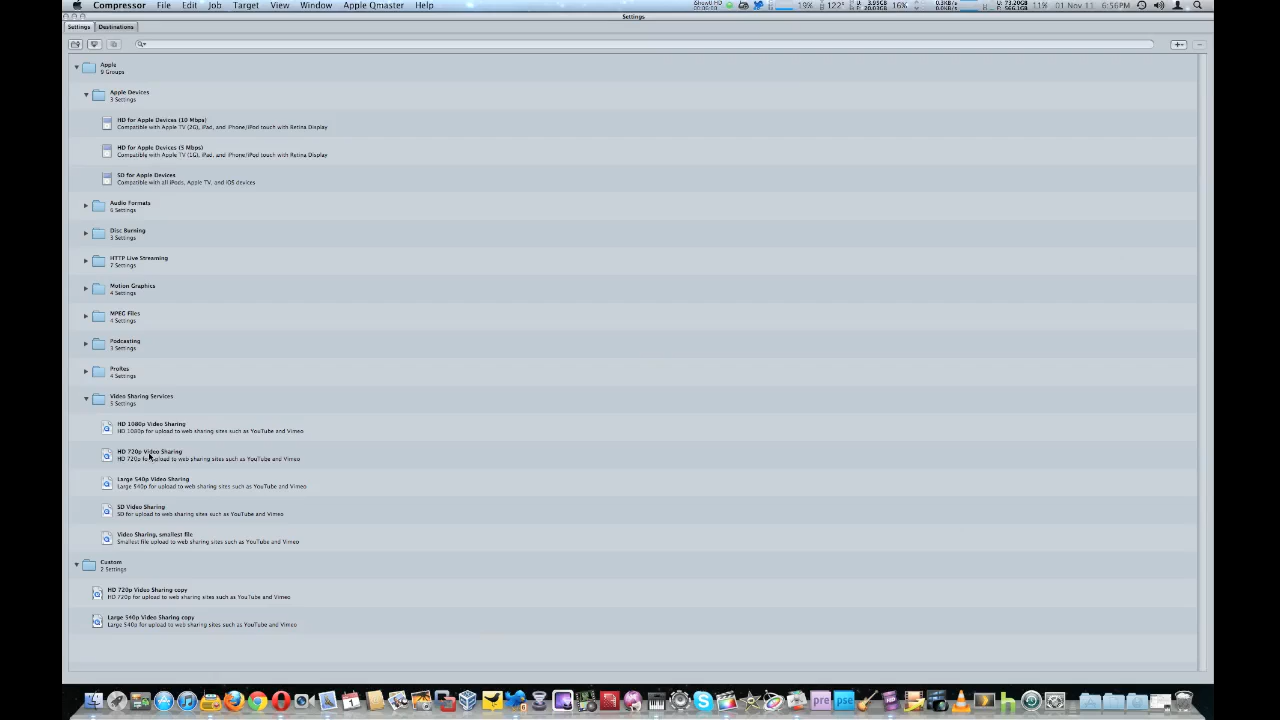 Compressor File Edit Job Target View Window Apple Qmaster Help 19% 122° 16% 11% 01 Nov 11 6:56PM
Settings
Settings Destinations
Apple
9 Groups
Apple Devices
3 Settings
HD for Apple Devices (10 Mbps)
Compatible with Apple TV (2G), iPad, and iPhone/iPod touch with Retina Display
HD for Apple Devices (5 Mbps)
Compatible with Apple TV (1G), iPad, and iPhone/iPod touch with Retina Display
SD for Apple Devices
Compatible with all iPods, Apple TV, and iOS devices
Audio Formats
6 Settings
Disc Burning
3 Settings
HTTP Live Streaming
7 Settings
Motion Graphics
4 Settings
MPEG Files
4 Settings
Podcasting
3 Settings
ProRes
4 Settings
Video Sharing Services
5 Settings
HD 1080p Video Sharing
HD 1080p for upload to web sharing sites such as YouTube and Vimeo
HD 720p Video Sharing
HD 720p for upload to web sharing sites such as YouTube and Vimeo
Large 540p Video Sharing
Large 540p for upload to web sharing sites such as YouTube and Vimeo
SD Video Sharing
SD for upload to web sharing sites such as YouTube and Vimeo
Video Sharing, smallest file
Smallest file upload to web sharing sites such as YouTube and Vimeo
Custom
2 Settings
HD 720p Video Sharing copy
HD 720p for upload to web sharing sites such as YouTube and Vimeo
Large 540p Video Sharing copy
Large 540p for upload to web sharing sites such as YouTube and Vimeo
pre pse